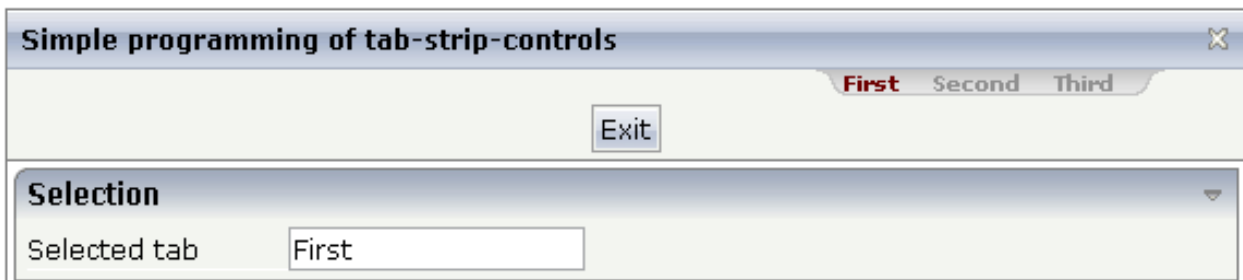 Simple programming of tab-strip-controls
First Second Third
Exit
Selection
Selected tab First